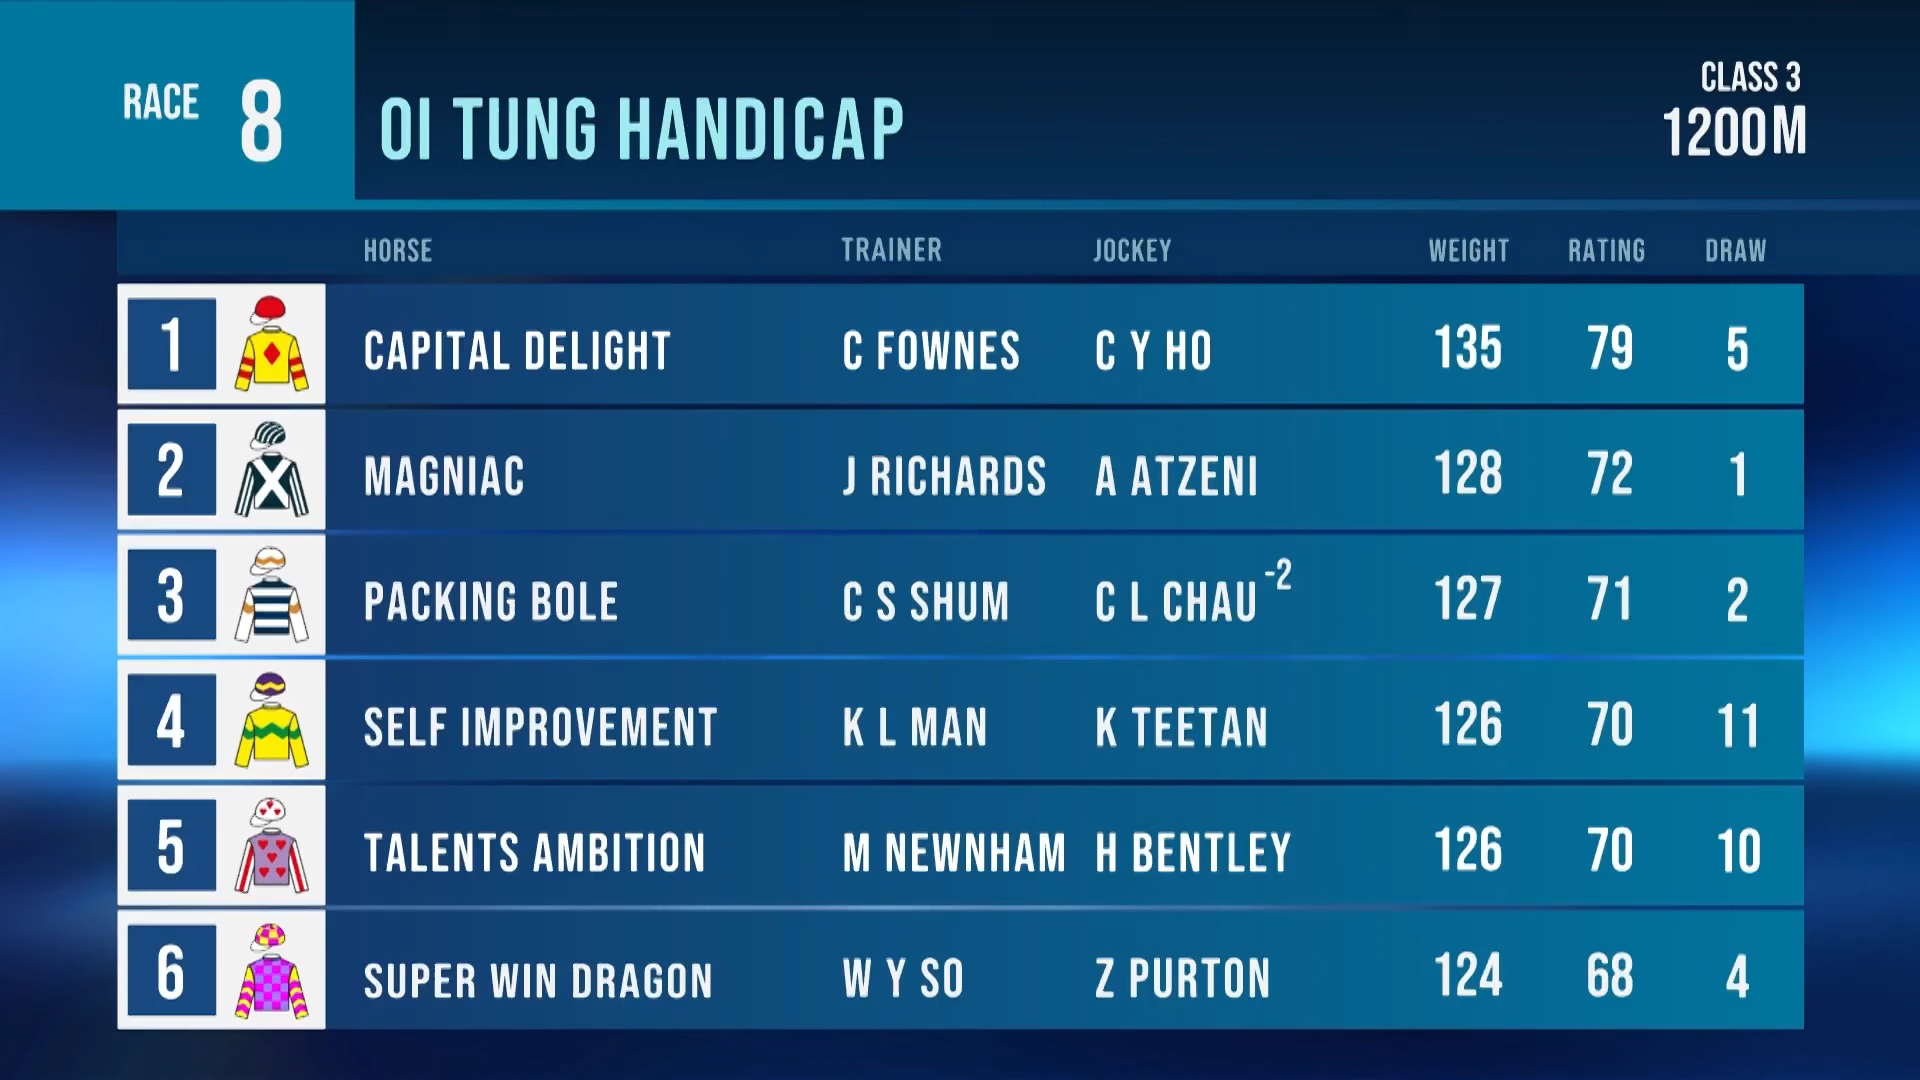 RACE 8
OI TUNG HANDICAP
CLASS 3
1200M
HORSE TRAINER JOCKEY WEIGHT RATING DRAW
1 CAPITAL DELIGHT C FOWNES C Y HO 135 79 5
2 MAGNIAC J RICHARDS A ATZENI 128 72 1
3 PACKING BOLE C S SHUM C L CHAU -2 127 71 2
4 SELF IMPROVEMENT K L MAN K TEETAN 126 70 11
5 TALENTS AMBITION M NEWNHAM H BENTLEY 126 70 10
6 SUPER WIN DRAGON W Y SO Z PURTON 124 68 4